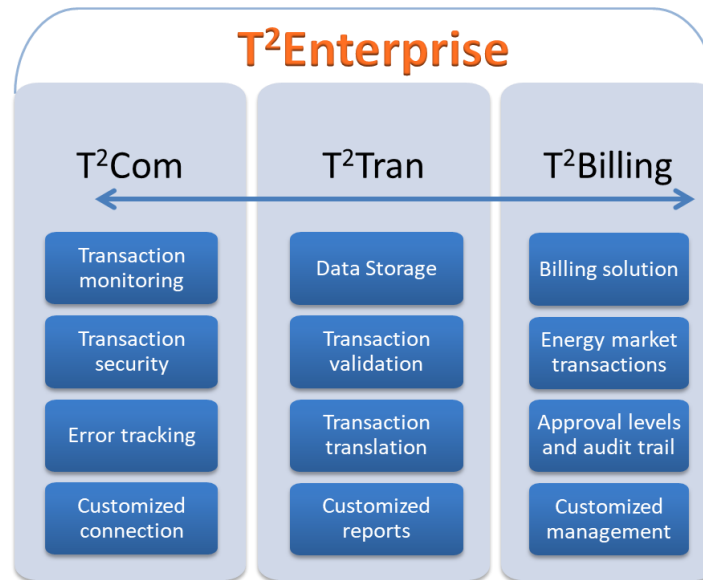 T²Enterprise
T²Com
Transaction
monitoring
Transaction
security
Error tracking
Customized
connection
T²Tran
Data Storage
Transaction
validation
Transaction
translation
Customized
reports
T²Billing
Billing solution
Energy market
transactions
Approval levels
and audit trail
Customized
management